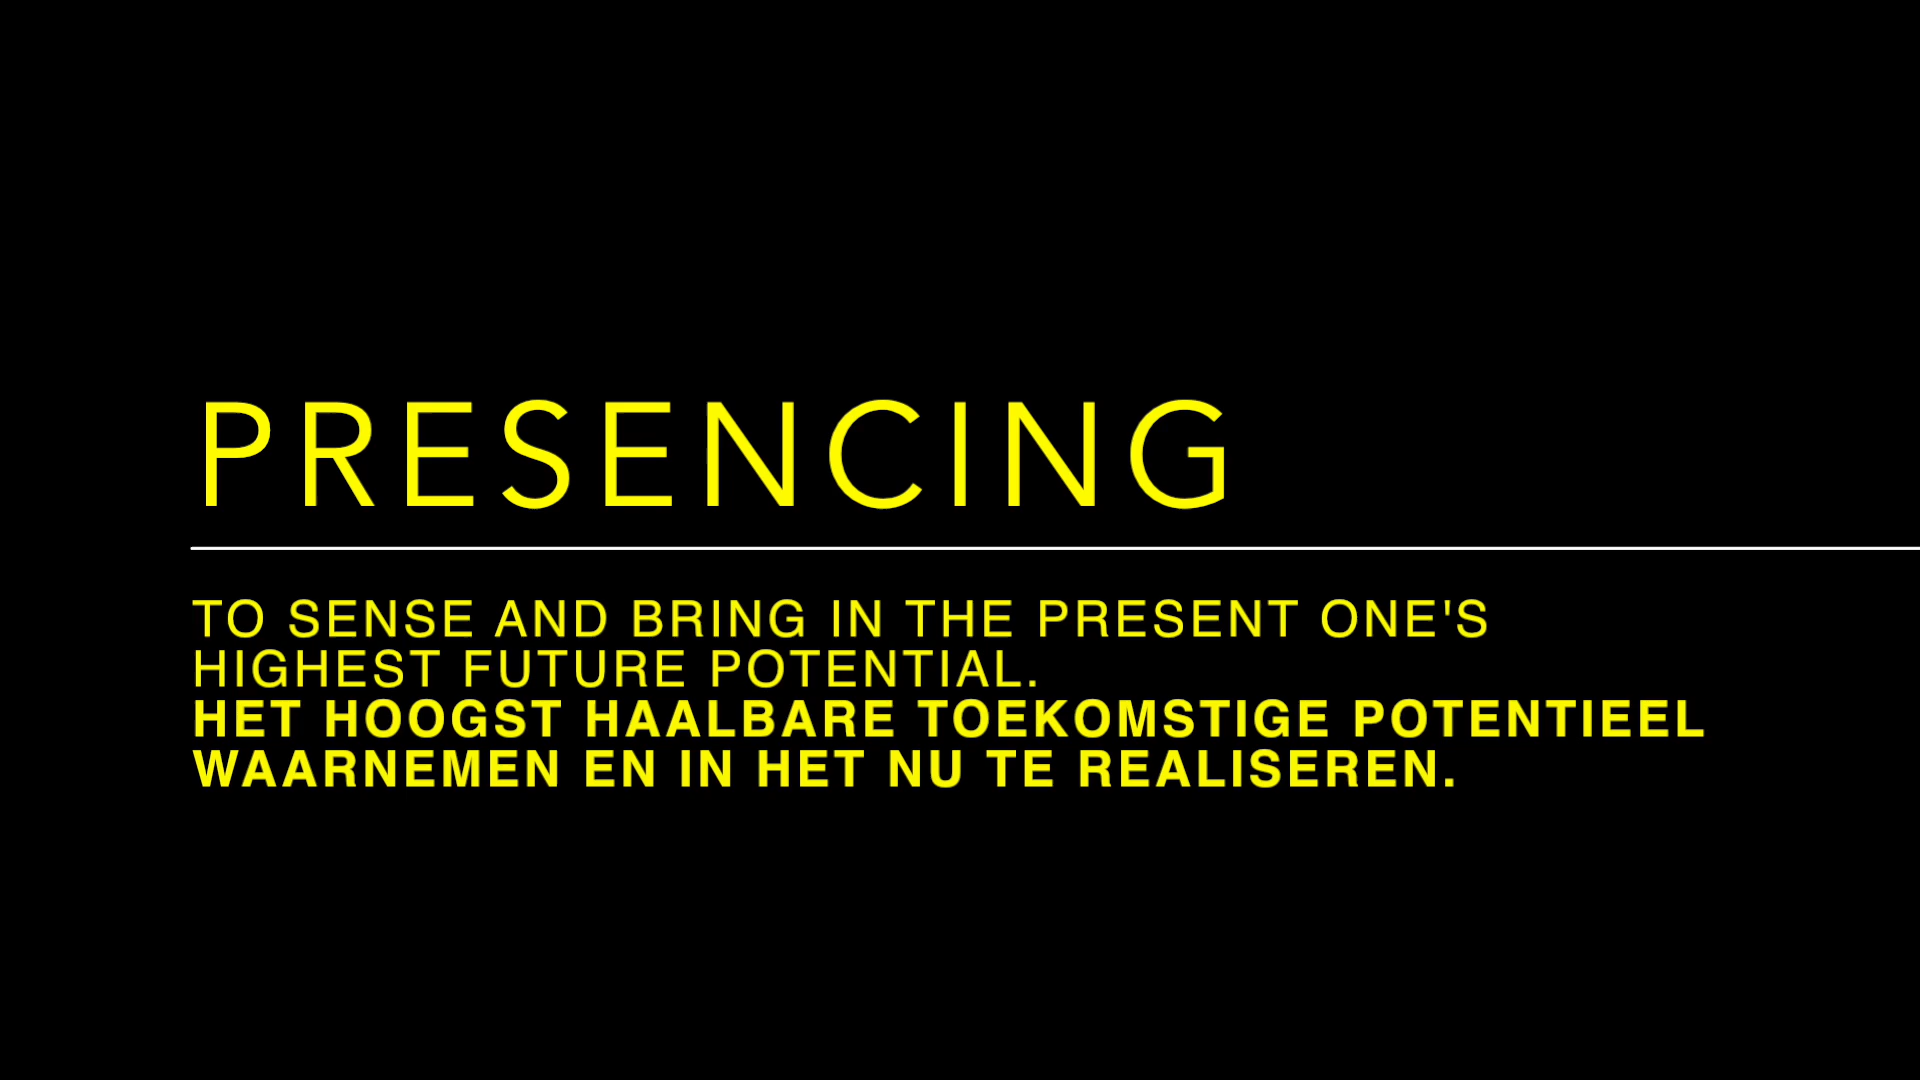 PRESENCING
TO SENSE AND BRING IN THE PRESENT ONE'S
HIGHEST FUTURE POTENTIAL.
HET HOOGST HAALBARE TOEKOMSTIGE POTENTIEEL
WAARNEMEN EN IN HET NU TE REALISEREN.